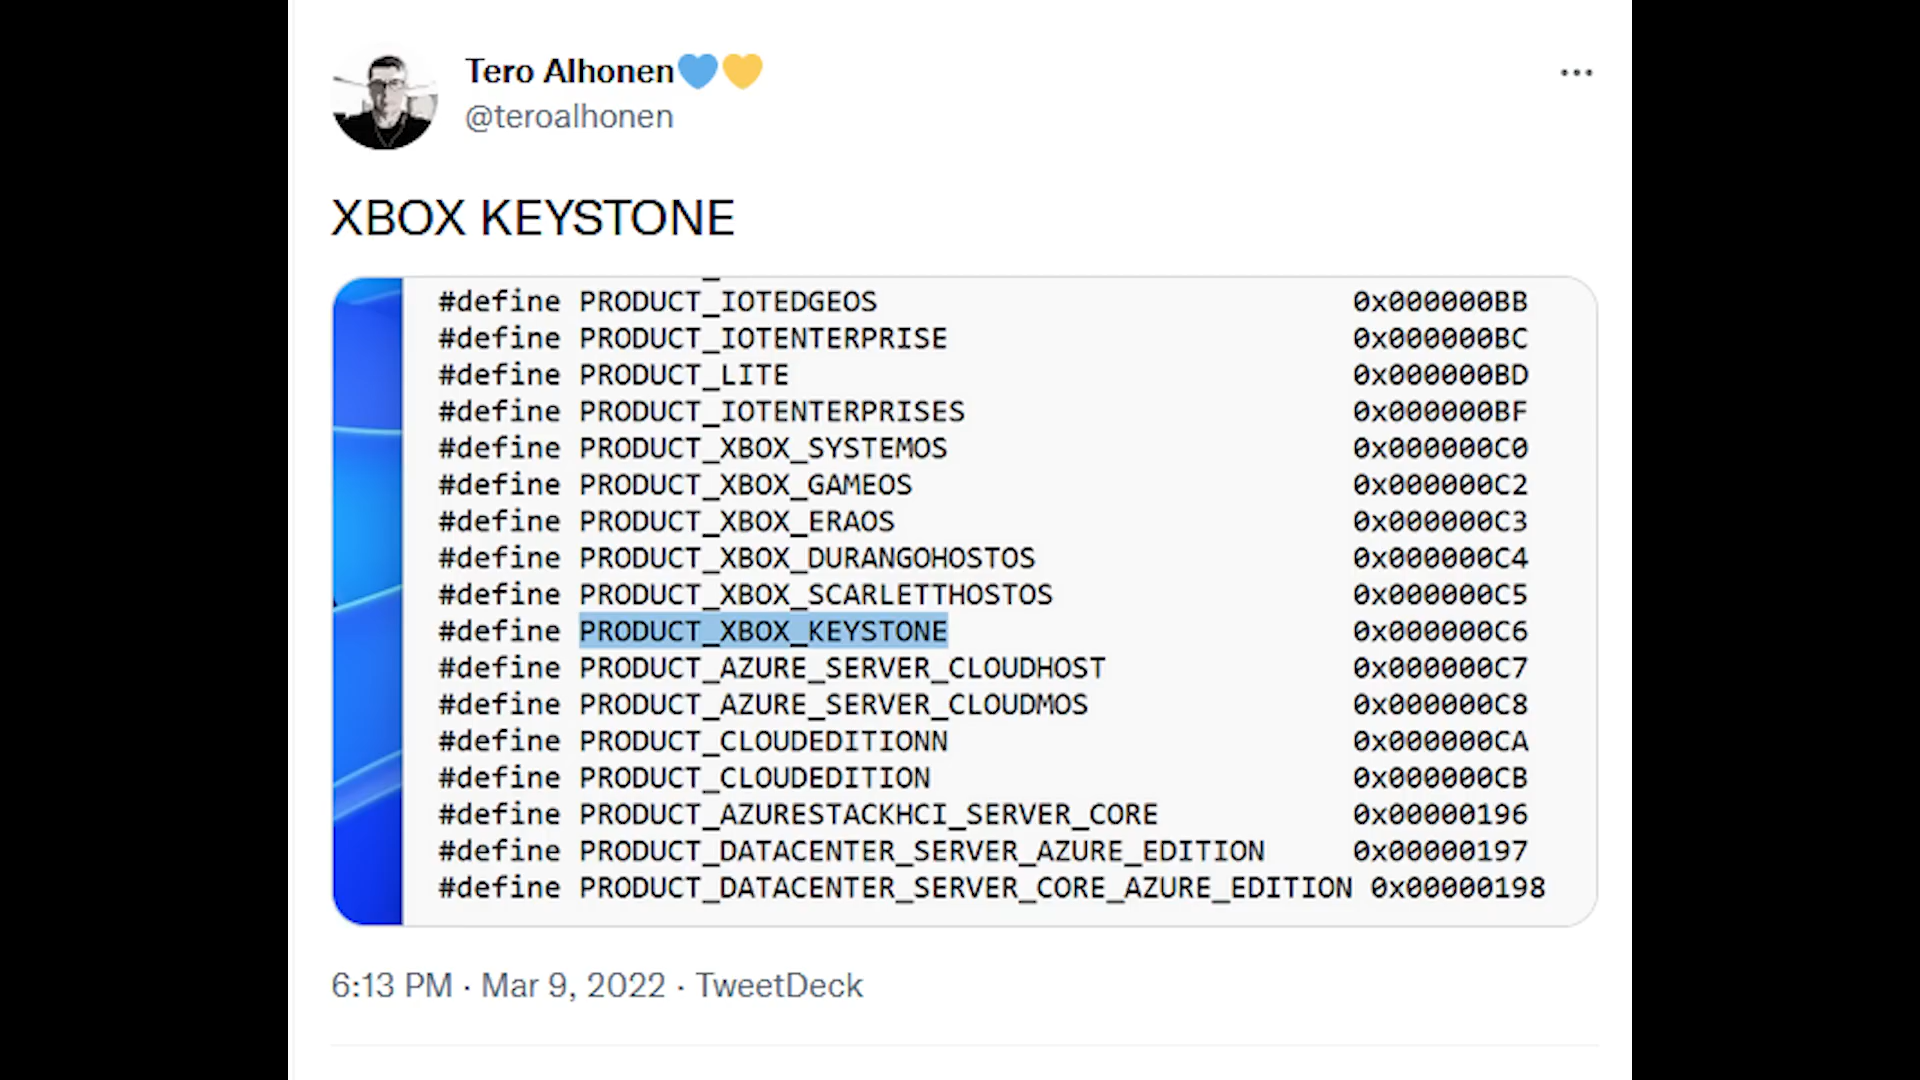 Tero Alhonen💙💛
@teroalhonen
XBOX KEYSTONE
#define PRODUCT_IOTEDGEOS 0x000000BB
#define PRODUCT_IOTENTERPRISE 0x000000BC
#define PRODUCT_LITE 0x000000BD
#define PRODUCT_IOTENTERPRISES 0x000000BF
#define PRODUCT_XBOX_SYSTEMOS 0x000000C0
#define PRODUCT_XBOX_GAMEOS 0x000000C2
#define PRODUCT_XBOX_ERAOS 0x000000C3
#define PRODUCT_XBOX_DURANGOHOSTOS 0x000000C4
#define PRODUCT_XBOX_SCARLETTHOSTOS 0x000000C5
#define PRODUCT_XBOX_KEYSTONE 0x000000C6
#define PRODUCT_AZURE_SERVER_CLOUDHOST 0x000000C7
#define PRODUCT_AZURE_SERVER_CLOUDMOS 0x000000C8
#define PRODUCT_CLOUDEDITIONN 0x000000CA
#define PRODUCT_CLOUDEDITION 0x000000CB
#define PRODUCT_AZURESTACKHCI_SERVER_CORE 0x00000196
#define PRODUCT_DATACENTER_SERVER_AZURE_EDITION 0x00000197
#define PRODUCT_DATACENTER_SERVER_CORE_AZURE_EDITION 0x00000198
6:13 PM · Mar 9, 2022 · TweetDeck